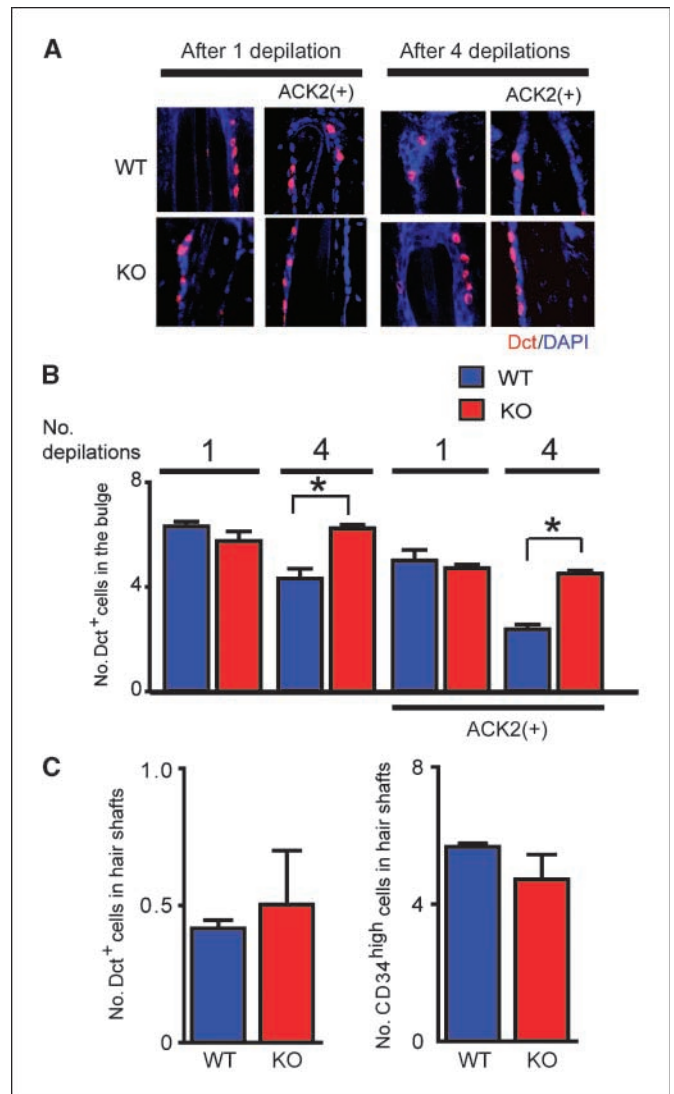 A
After 1 depilation
After 4 depilations
ACK2(+)
ACK2(+)
WT
KO
Dct/DAPI
B
WT
KO
No. depilations
1
4
1
4
No. Dct+ cells in the bulge
8
4
0
*
*
ACK2(+)
C
No. Dct+ cells in hair shafts
1.0
0.5
0
WT
KO
No. CD34high cells in hair shafts
8
4
0
WT
KO